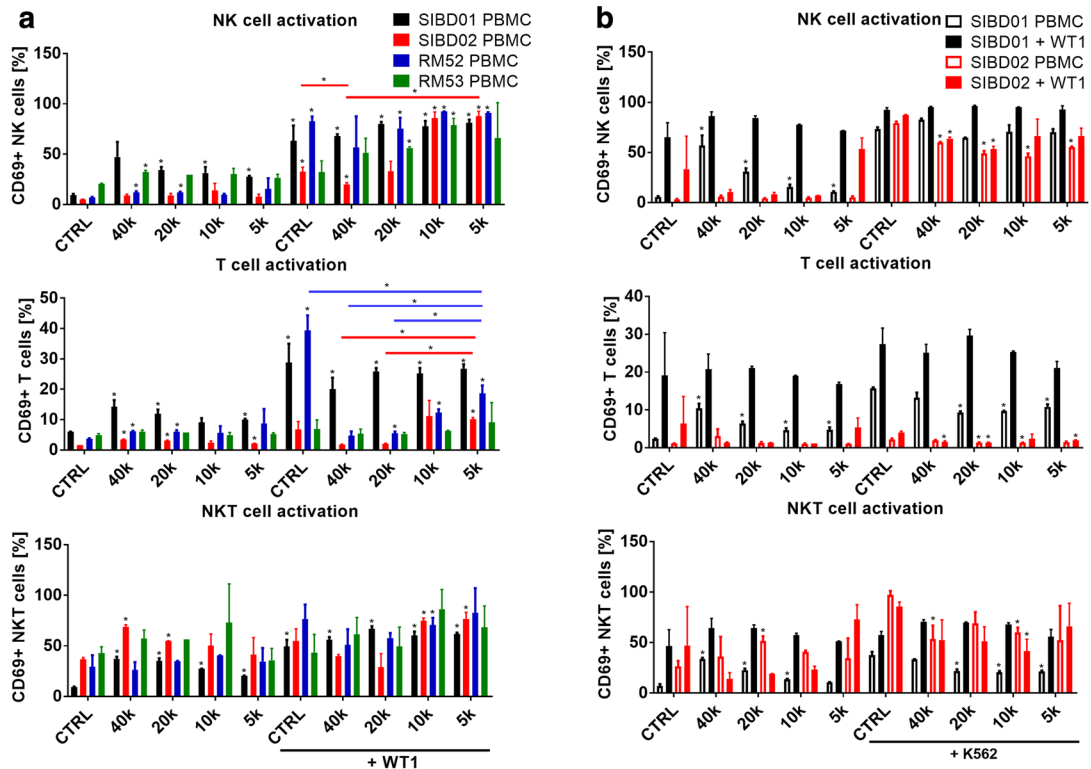 a
NK cell activation
SIBD01 PBMC
SIBD02 PBMC
RM52 PBMC
RM53 PBMC
CD69+ NK cells [%]
150
100
50
0
* * * * * * * * * * * * * * * * * * * * *
CTRL 40k 20k 10k 5k CTRL 40k 20k 10k 5k
T cell activation
CD69+ T cells [%]
50
40
30
20
10
0
CTRL 40k 20k 10k 5k CTRL 40k 20k 10k 5k
NKT cell activation
CD69+ NKT cells [%]
150
100
50
0
CTRL 40k 20k 10k 5k CTRL 40k 20k 10k 5k
+ WT1
b
NK cell activation
SIBD01 PBMC
SIBD01 + WT1
SIBD02 PBMC
SIBD02 + WT1
CD69+ NK cells [%]
150
100
50
0
CTRL 40k 20k 10k 5k CTRL 40k 20k 10k 5k
T cell activation
CD69+ T cells [%]
40
30
20
10
0
CTRL 40k 20k 10k 5k CTRL 40k 20k 10k 5k
NKT cell activation
CD69+ NKT cells [%]
150
100
50
0
CTRL 40k 20k 10k 5k CTRL 40k 20k 10k 5k
+ K562